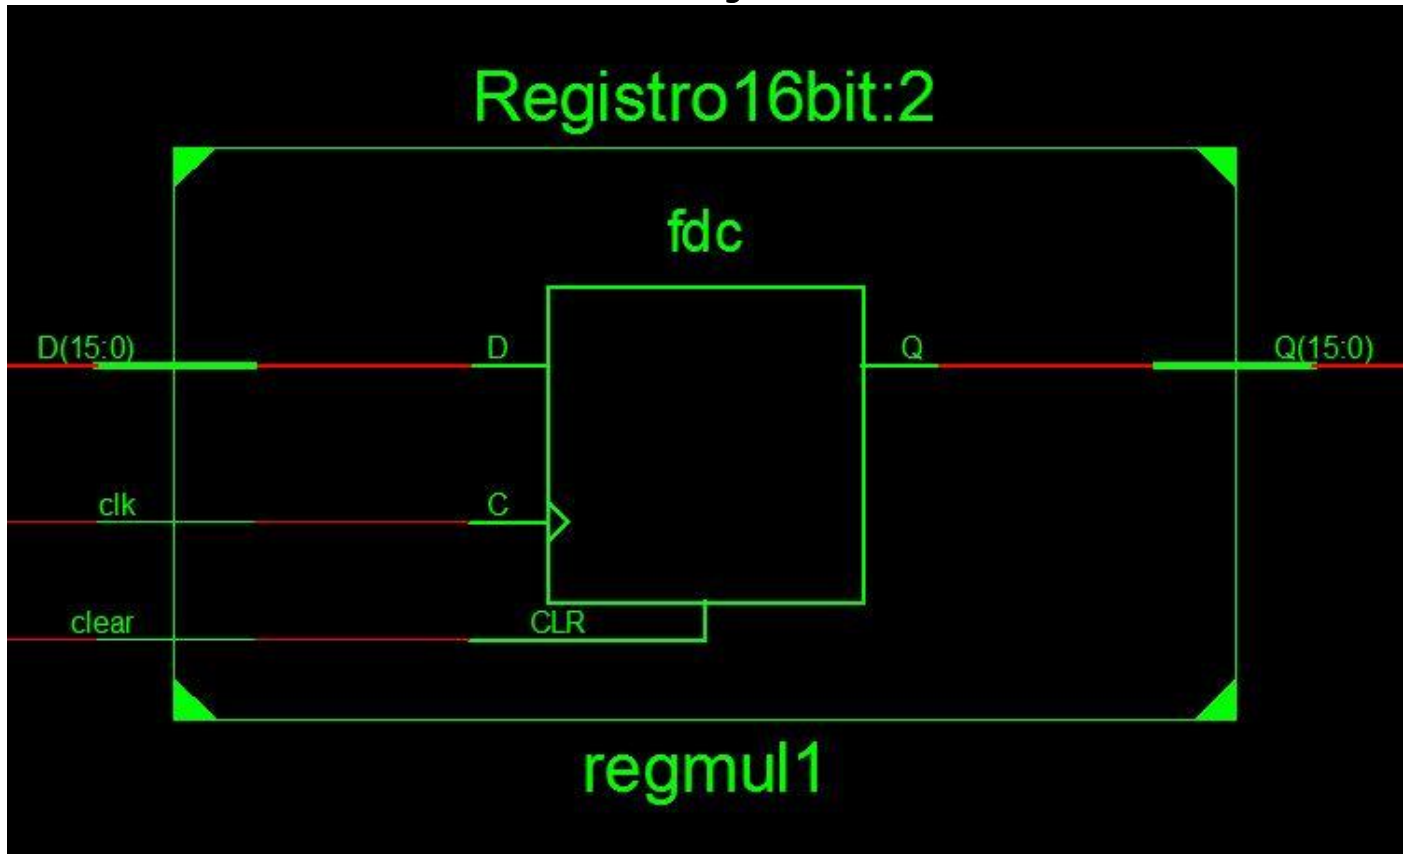 Registro16bit:2
fdc
D(15:0)
D
Q
Q(15:0)
clk
C
clear
CLR
regmul1